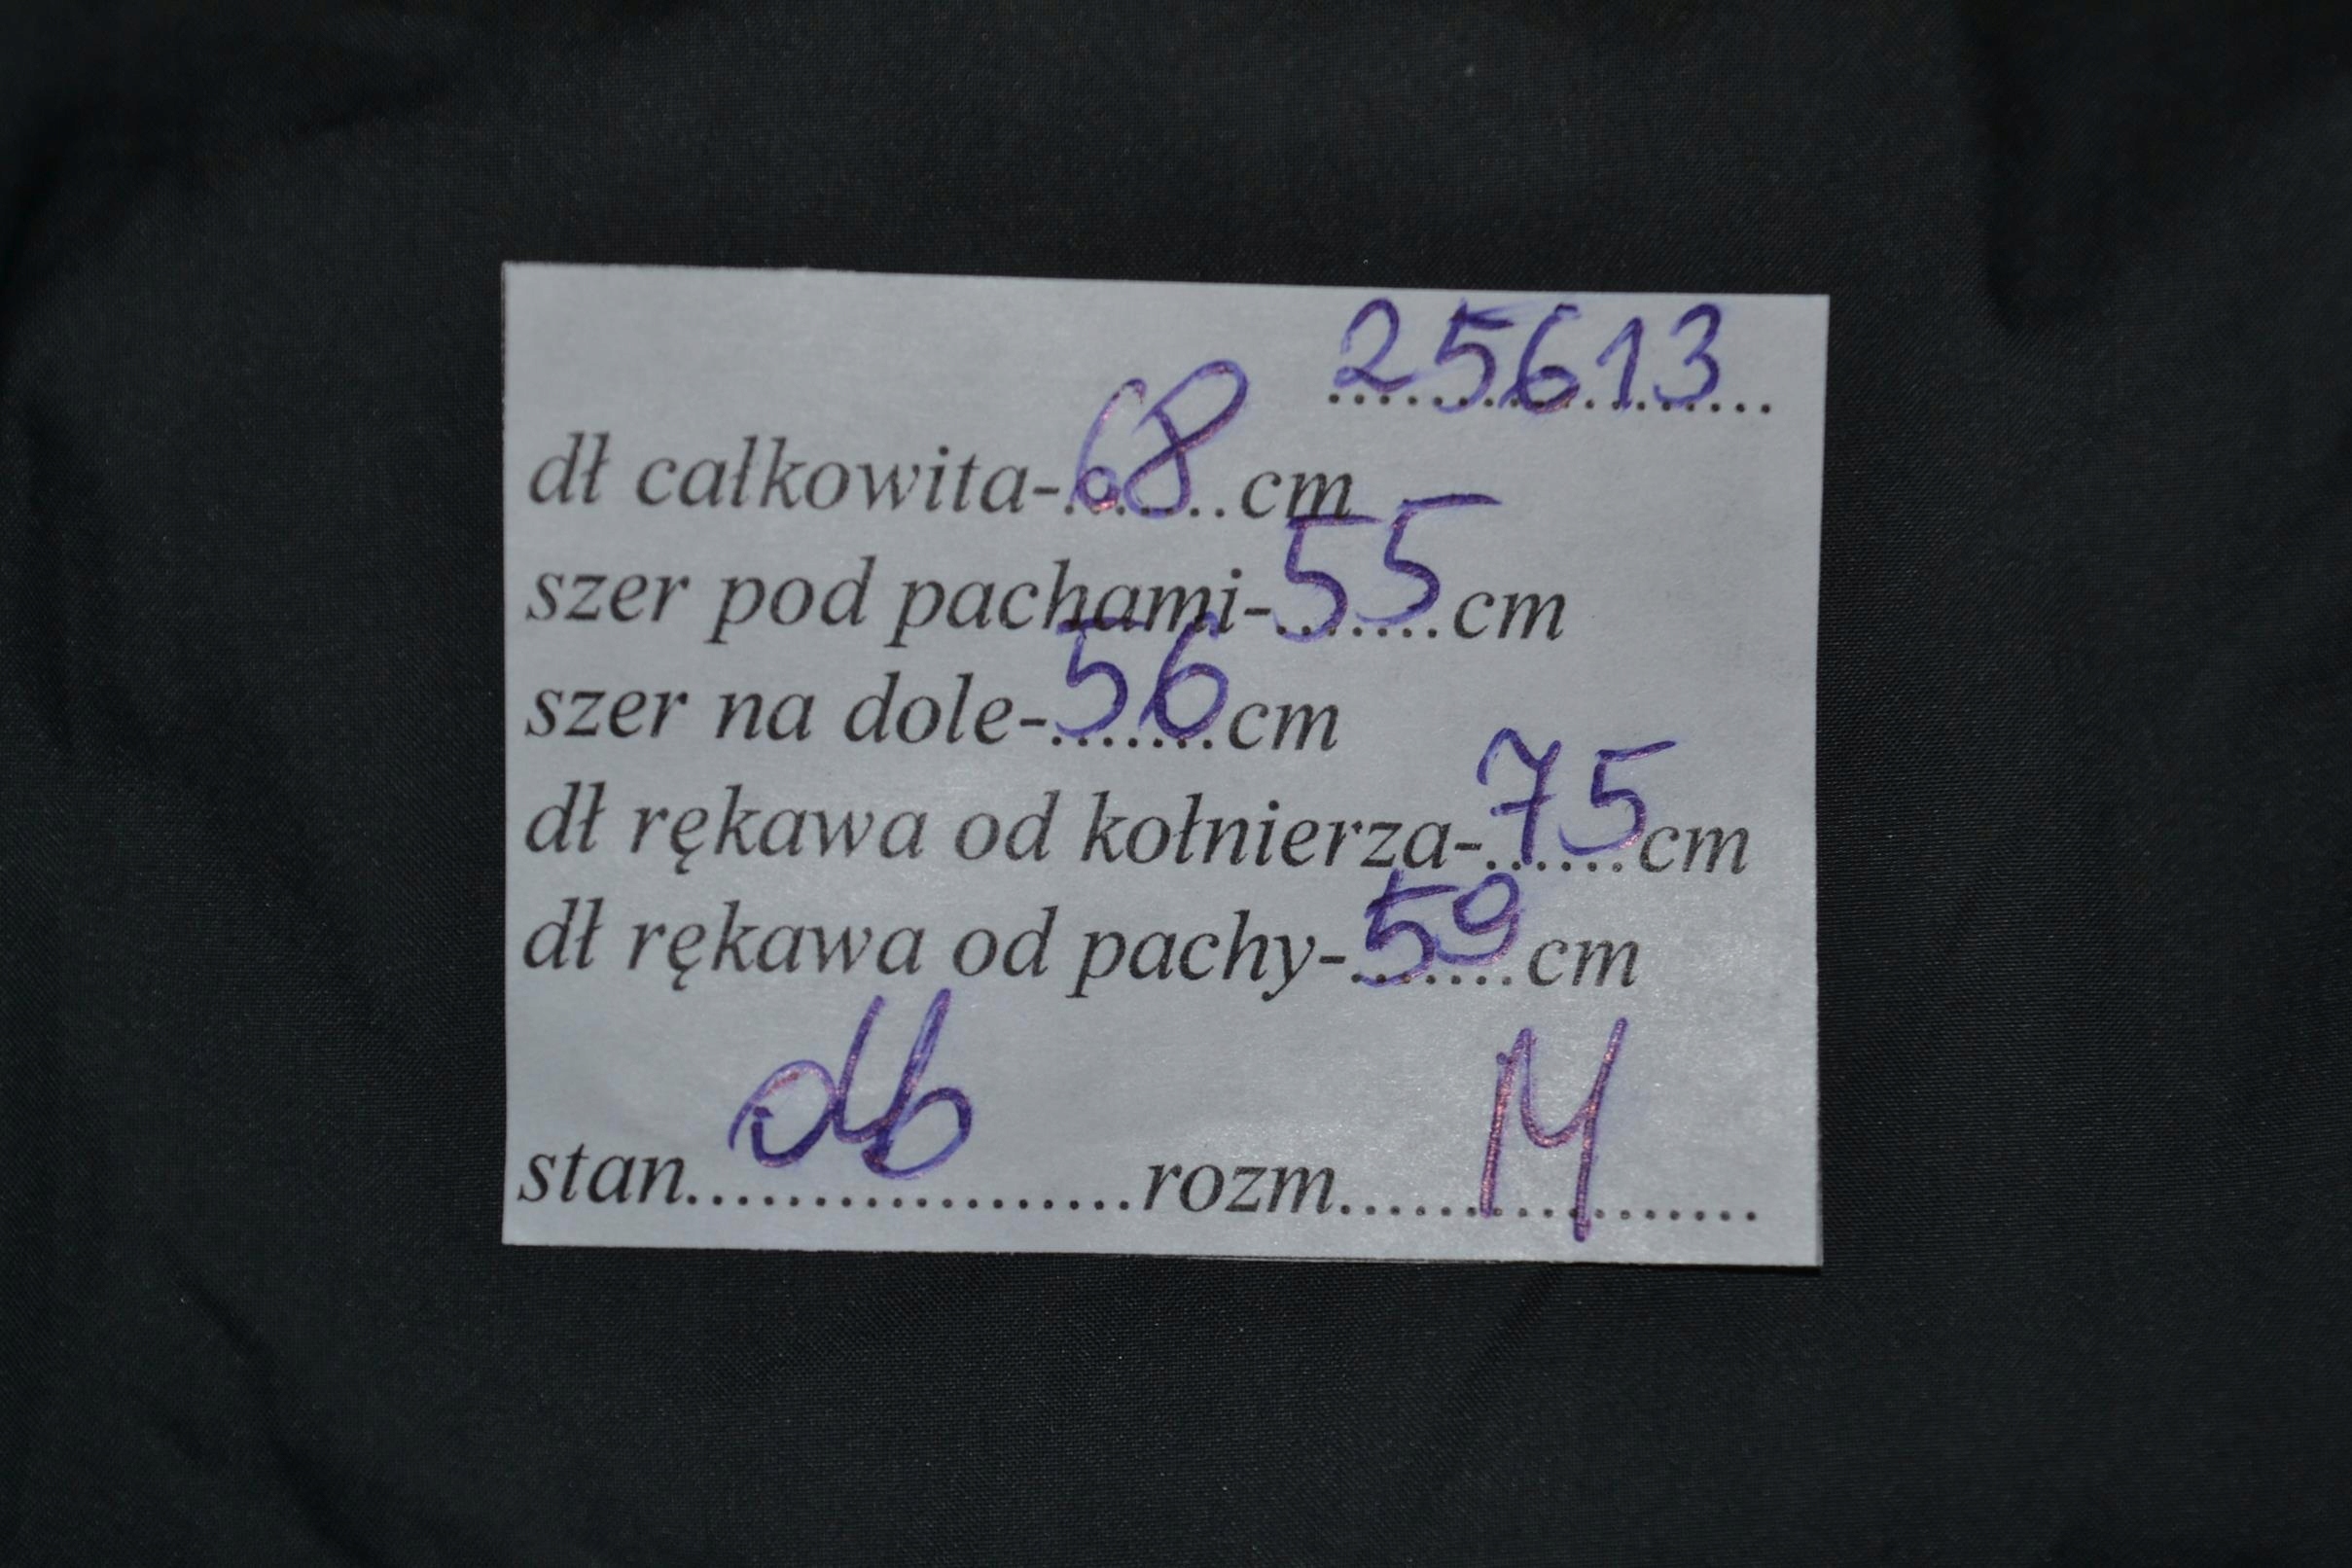 25613
dł całkowita-68cm
szer pod pachami-55cm
szer na dole-56cm
dł rękawa od kołnierza-75cm
dł rękawa od pachy-59cm
stan....db....rozm....M....